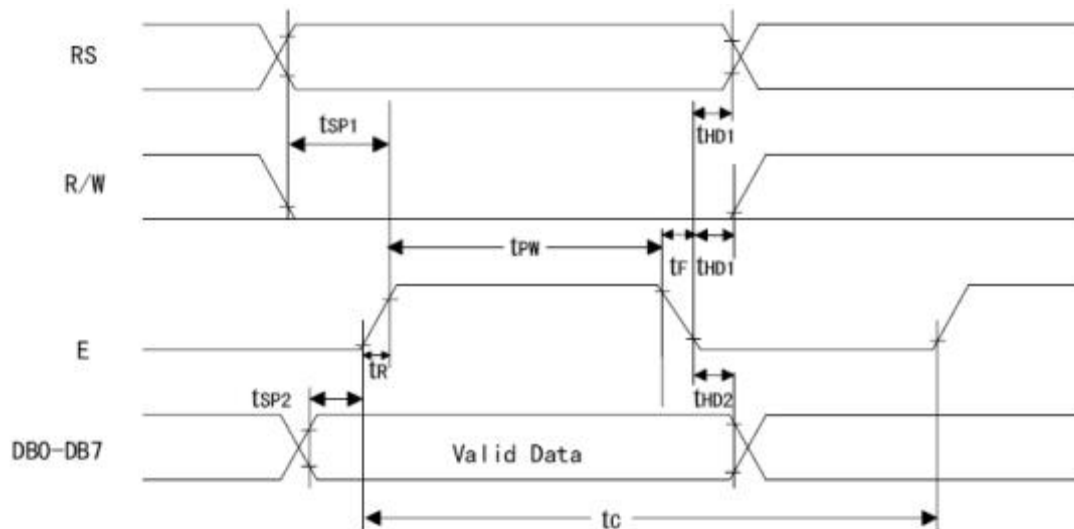 RS
tSP1
tHD1
R/W
tPW
tF
tHD1
E
tR
tSP2
tHD2
DB0-DB7
Valid Data
tC